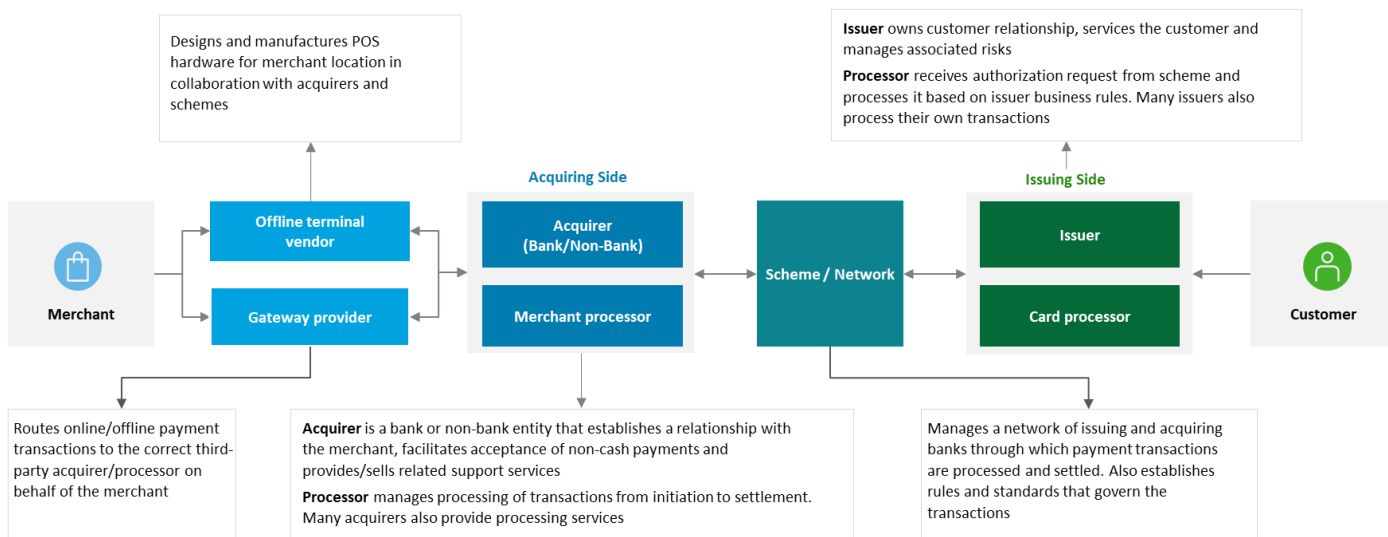 Designs and manufactures POS
hardware for merchant location in
collaboration with acquirers and
schemes
Issuer owns customer relationship, services the customer and
manages associated risks
Processor receives authorization request from scheme and
processes it based on issuer business rules. Many issuers also
process their own transactions
Acquiring Side
Issuing Side
Merchant
Offline terminal
vendor
Gateway provider
Acquirer
(Bank/Non-Bank)
Merchant processor
Scheme / Network
Issuer
Card processor
Customer
Routes online/offline payment
transactions to the correct third-
party acquirer/processor on
behalf of the merchant
Acquirer is a bank or non-bank entity that establishes a relationship with
the merchant, facilitates acceptance of non-cash payments and
provides/sells related support services
Processor manages processing of transactions from initiation to settlement.
Many acquirers also provide processing services
Manages a network of issuing and acquiring
banks through which payment transactions
are processed and settled. Also establishes
rules and standards that govern the
transactions